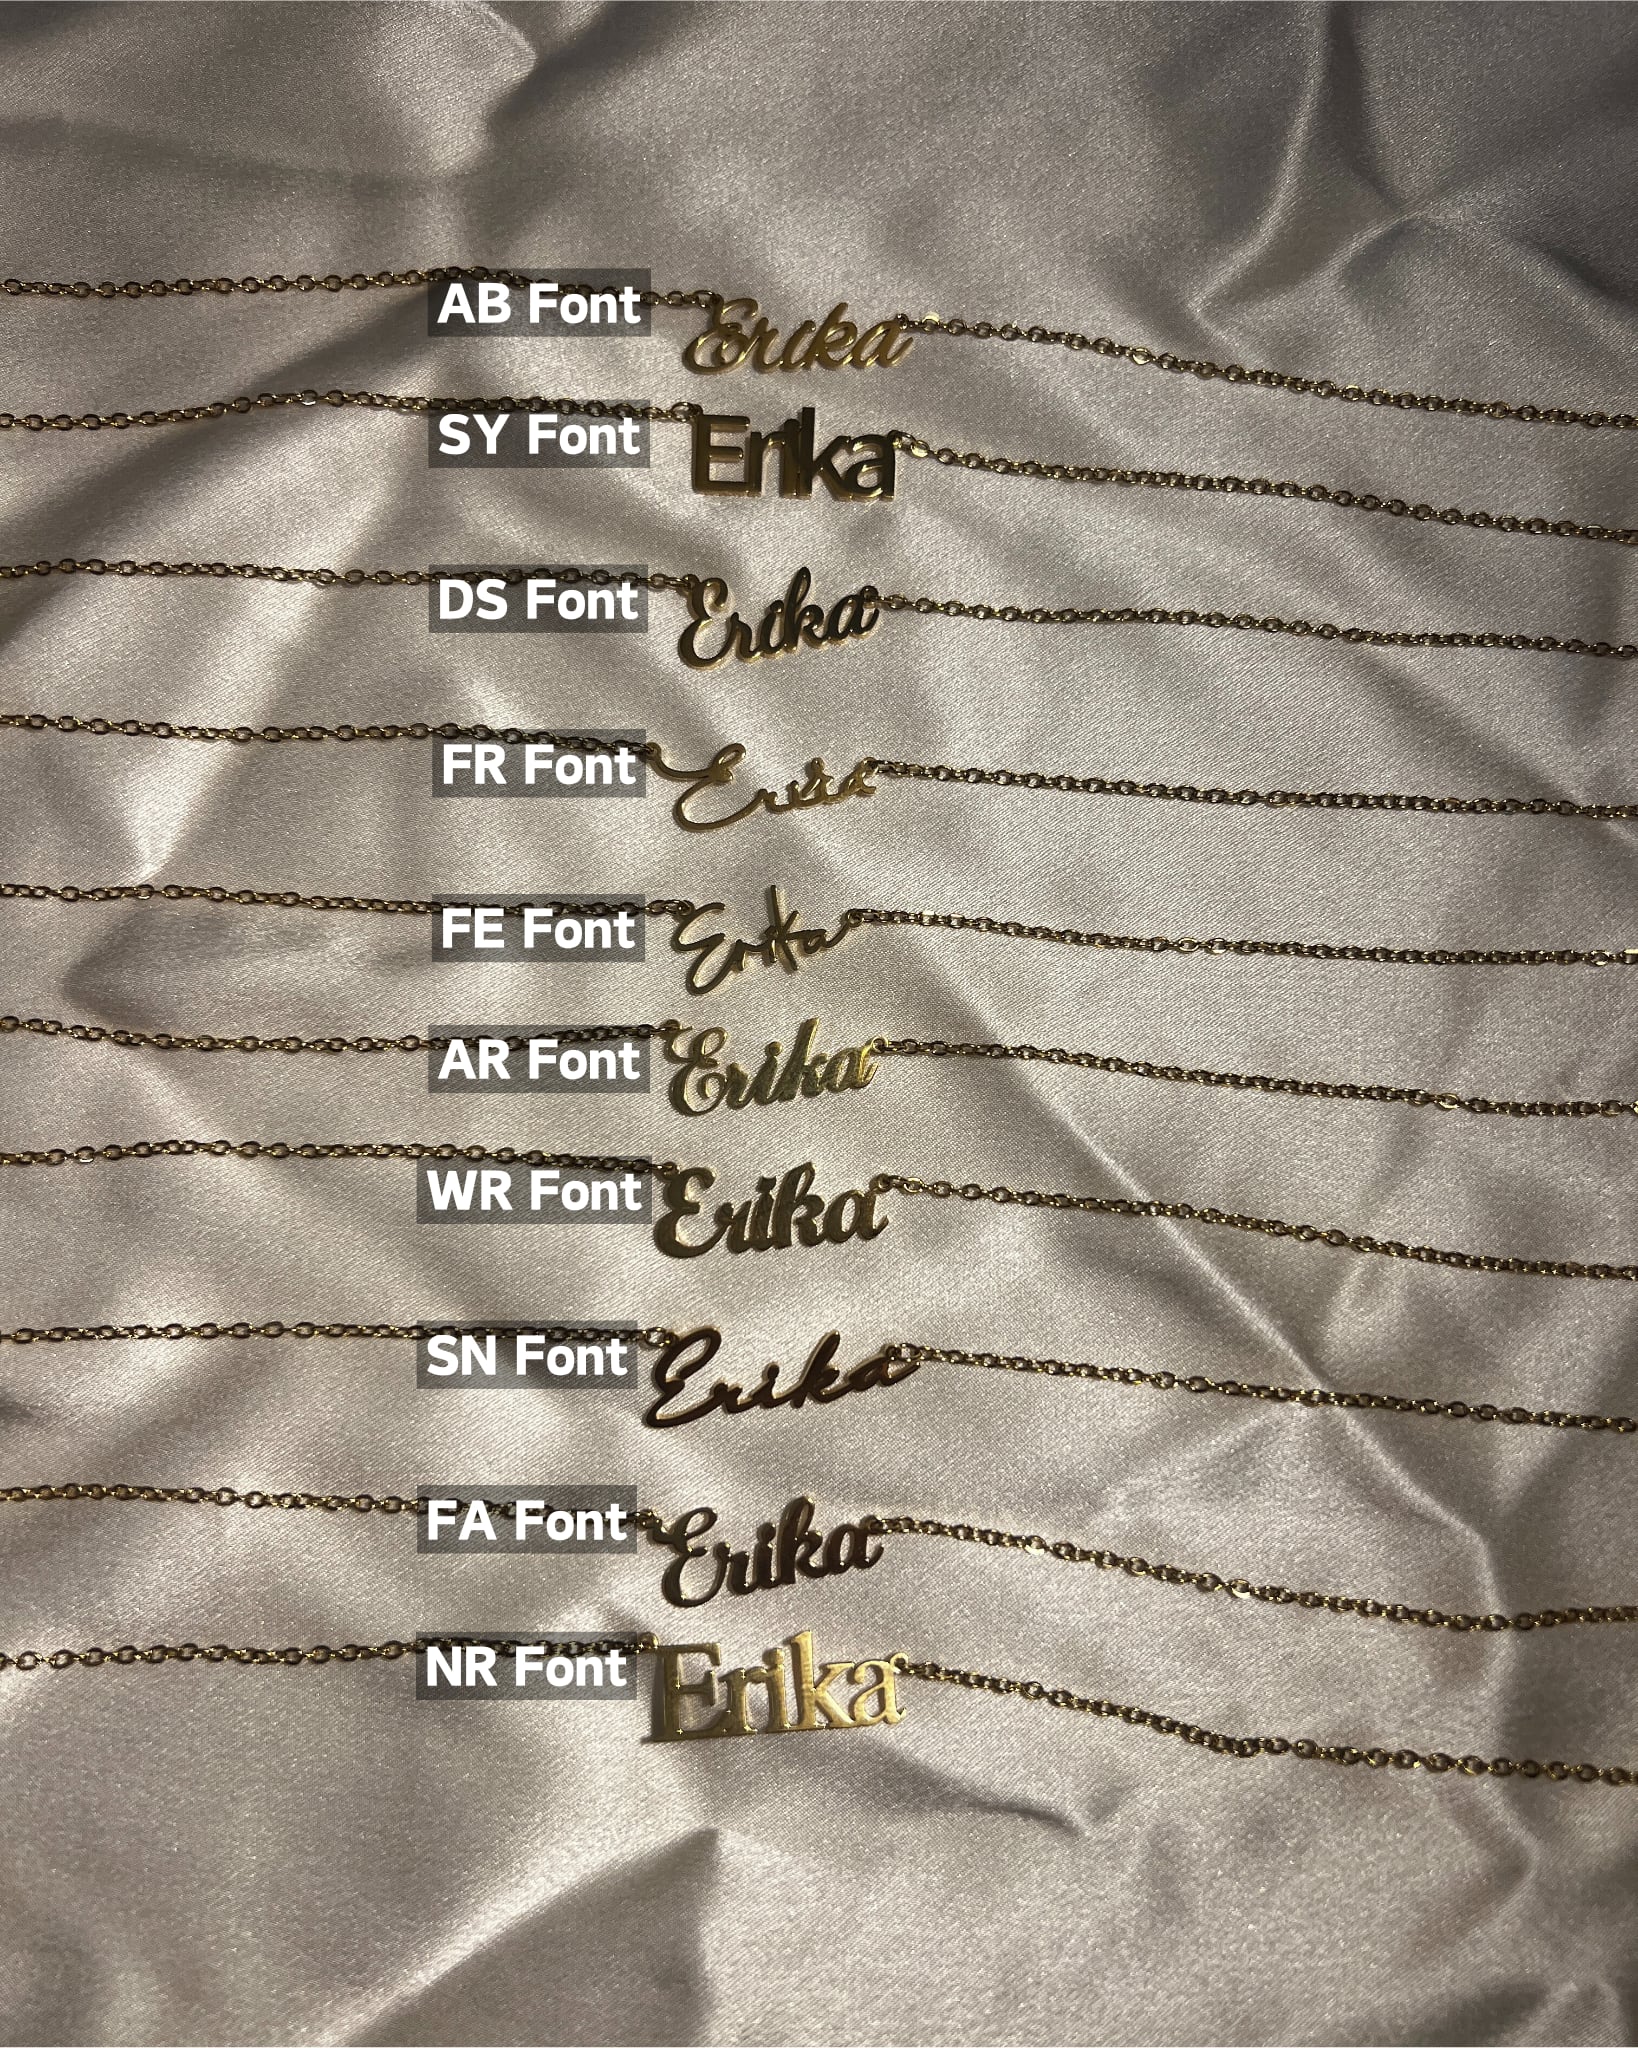 AB Font Erika
SY Font Erika
DS Font Erika
FR Font Erika
FE Font Erika
AR Font Erika
WR Font Erika
SN Font Erika
FA Font Erika
NR Font Erika